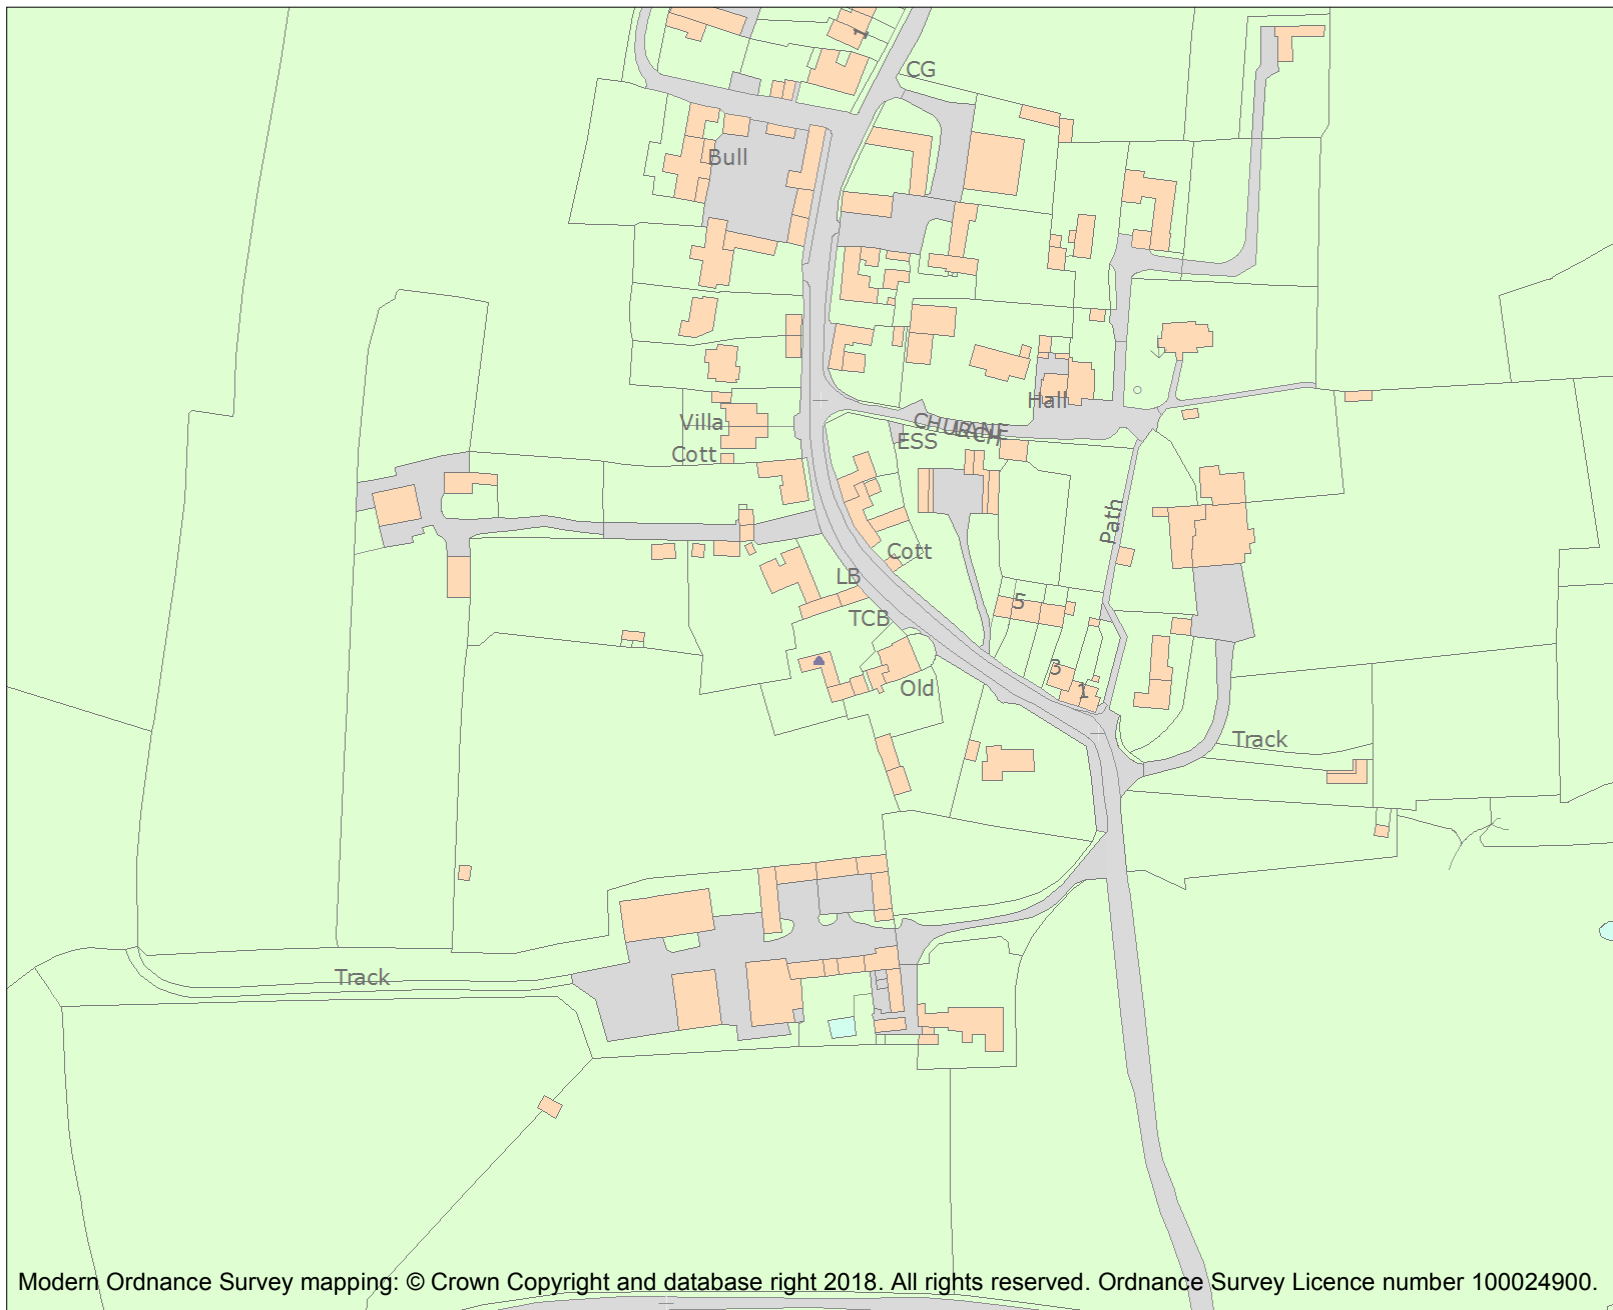 1
CG
Bull
Villa
Hall
CHURCH LANE
ESS
Cott
Path
Cott
LB
5
TCB
3
Old
1
Track
Track
Modern Ordnance Survey mapping: © Crown Copyright and database right 2018. All rights reserved. Ordnance Survey Licence number 100024900.